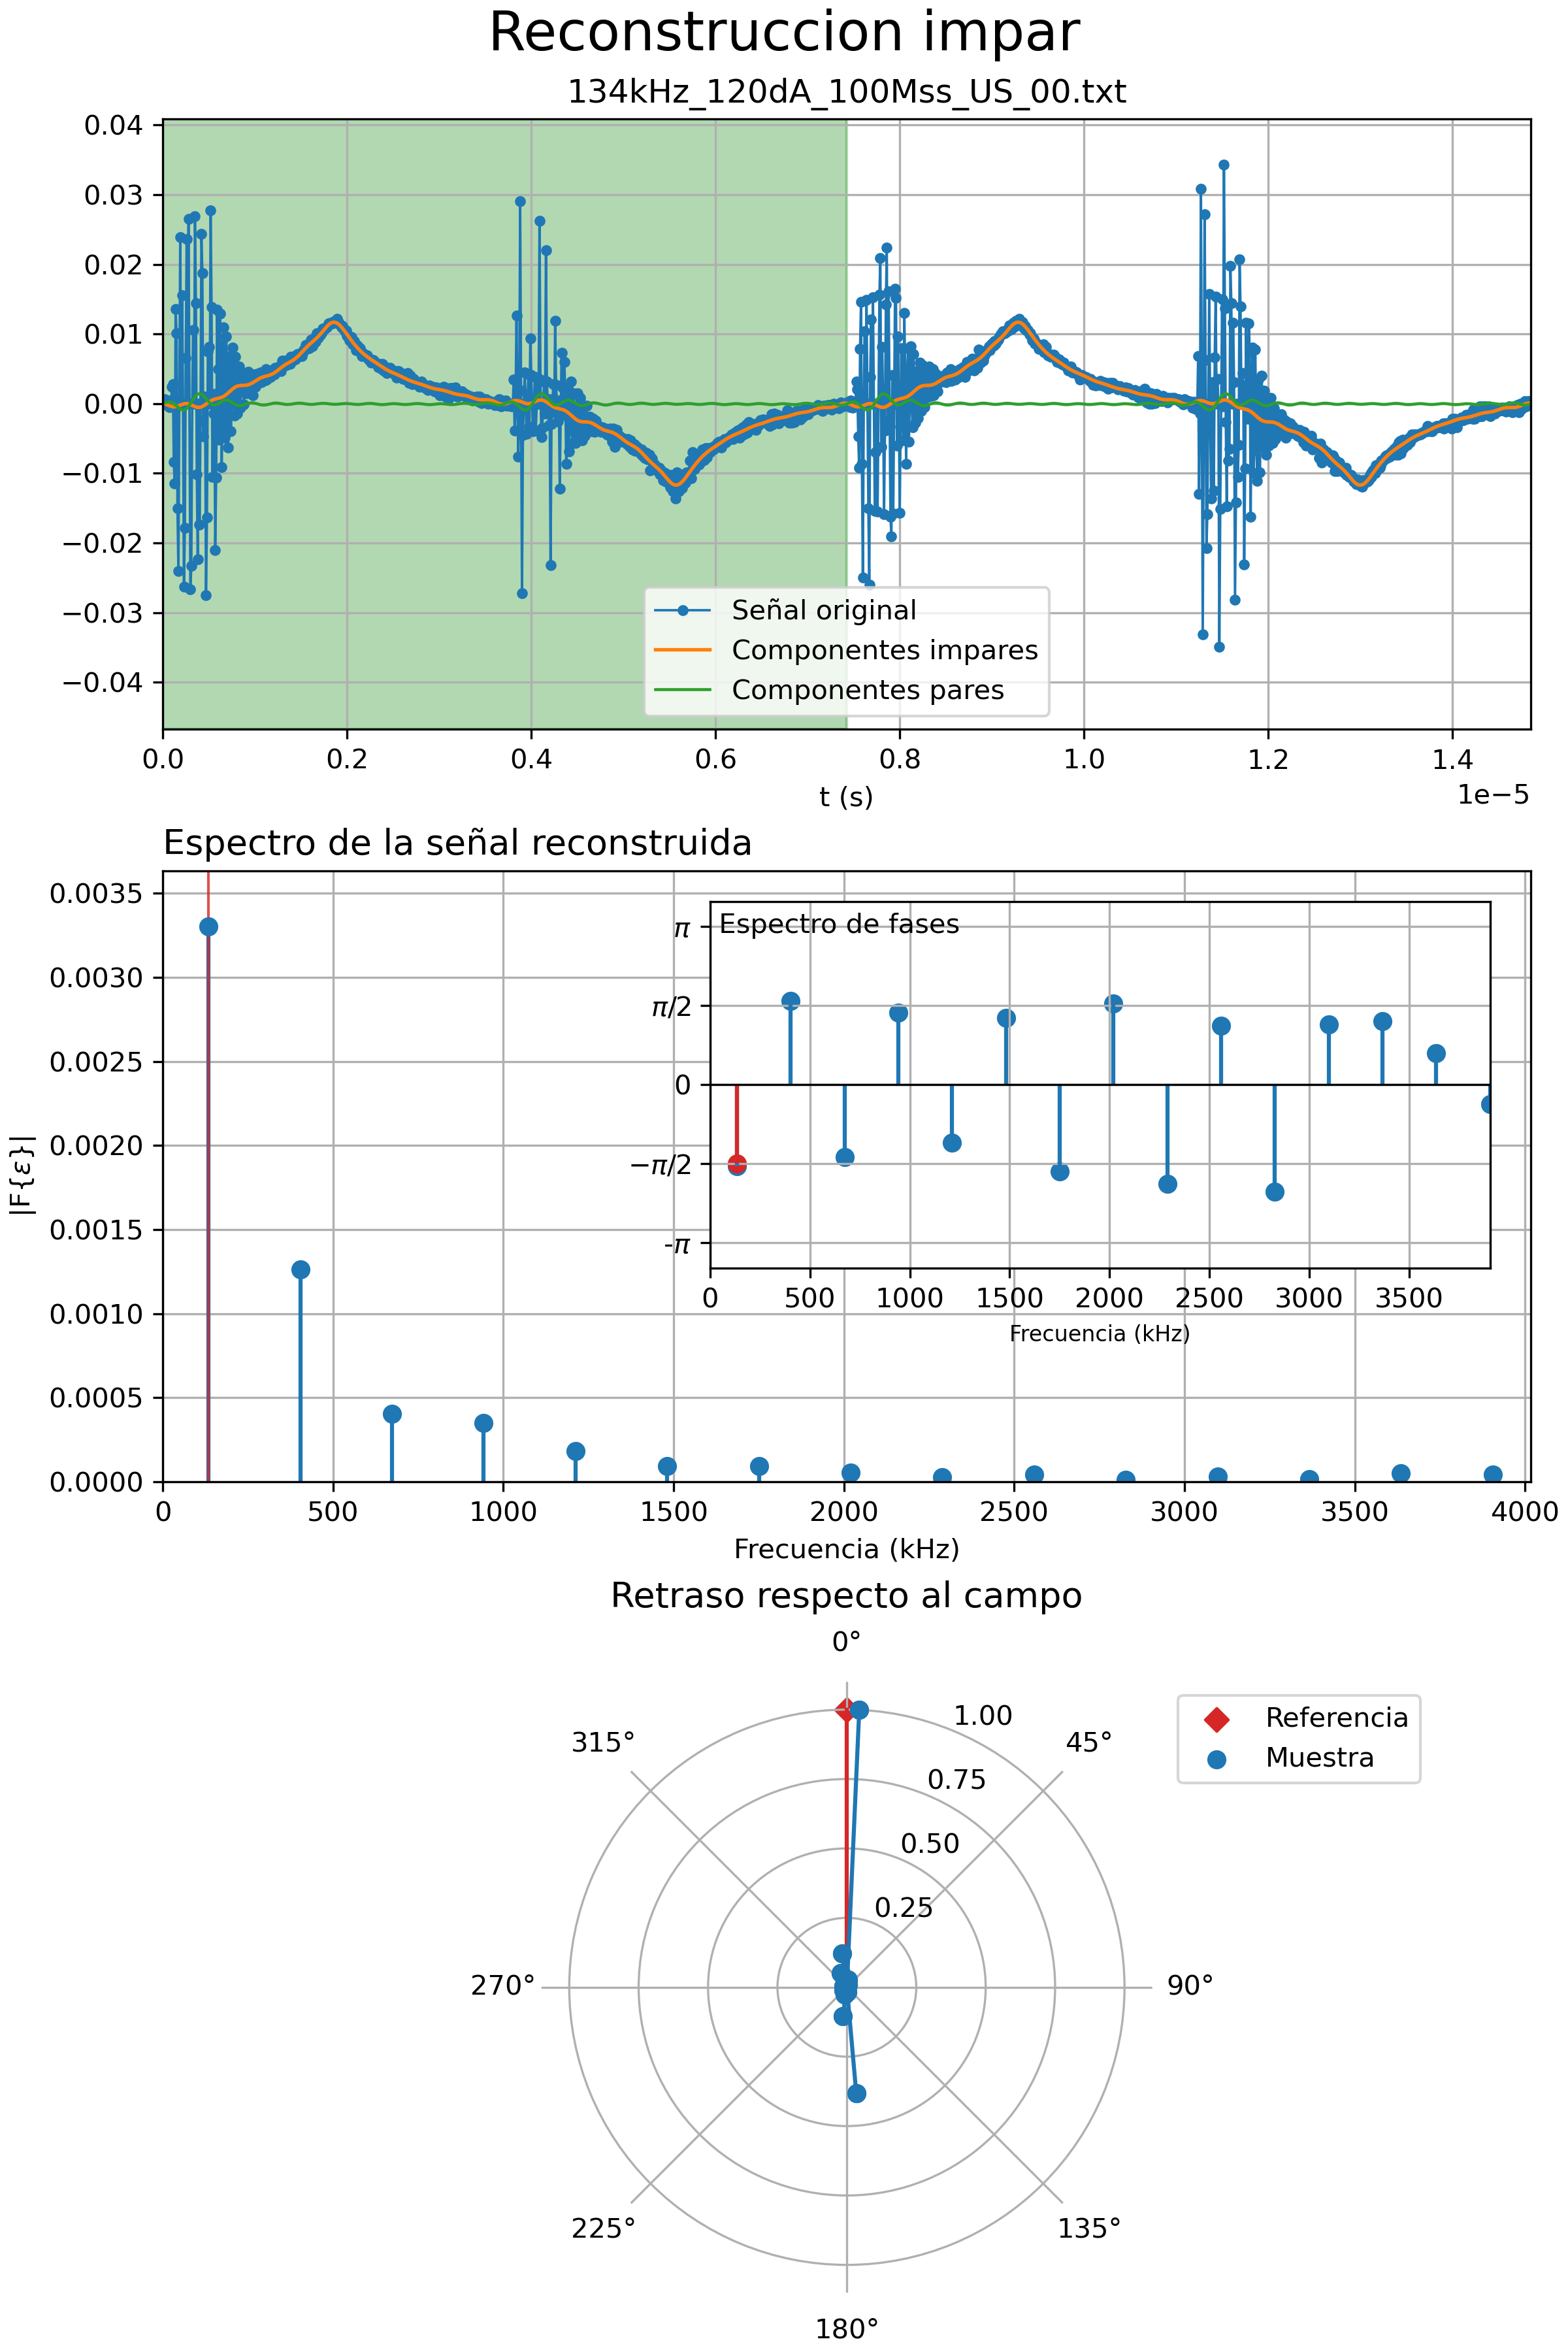 Reconstruccion impar
134kHz_120dA_100Mss_US_00.txt
0.04
0.03
0.02
0.01
0.00
−0.01
−0.02
−0.03
−0.04
Señal original
Componentes impares
Componentes pares
0.0 0.2 0.4 0.6 0.8 1.0 1.2 1.4
t (s)
1e−5
Espectro de la señal reconstruida
|F{ε}|
0.0035
0.0030
0.0025
0.0020
0.0015
0.0010
0.0005
0.0000
Espectro de fases
π
π/2
0
−π/2
-π
0 500 1000 1500 2000 2500 3000 3500
Frecuencia (kHz)
0 500 1000 1500 2000 2500 3000 3500 4000
Frecuencia (kHz)
Retraso respecto al campo
0°
45°
90°
135°
180°
225°
270°
315°
1.00
0.75
0.50
0.25
Referencia
Muestra